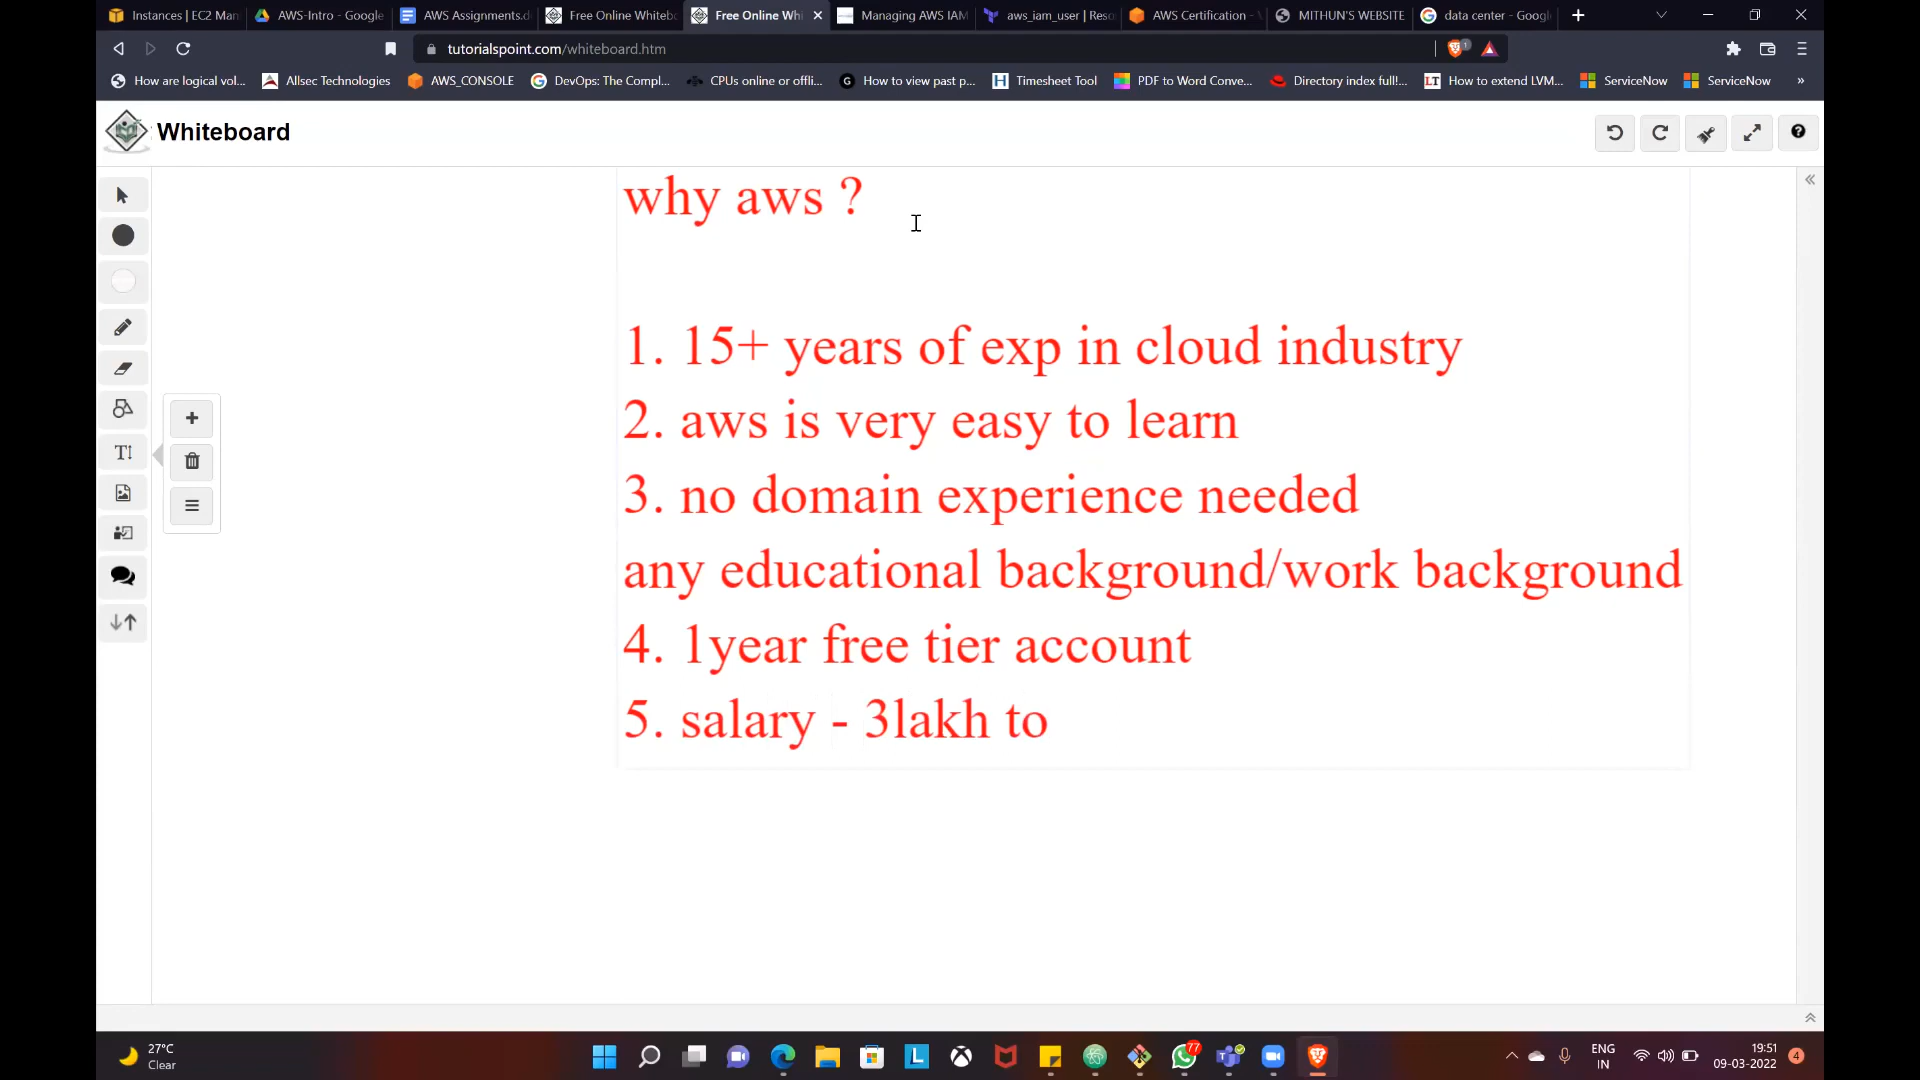 Instances | EC2 Man
AWS-Intro - Google
AWS Assignments.d
Free Online Whitebo
Free Online Whi
Managing AWS IAM
aws_iam_user | Reso
AWS Certification - V
MITHUN'S WEBSITE
data center - Googl
tutorialspoint.com/whiteboard.htm
1
How are logical vol...
Allsec Technologies
AWS_CONSOLE
DevOps: The Compl...
CPUs online or offli...
How to view past p...
Timesheet Tool
PDF to Word Conve...
Directory index full!...
How to extend LVM...
ServiceNow
ServiceNow
Whiteboard
why aws ?
1. 15+ years of exp in cloud industry
2. aws is very easy to learn
3. no domain experience needed
any educational background/work background
4. 1year free tier account
5. salary - 3lakh to
27°C
Clear
77
ENG
IN
19:51
09-03-2022
4